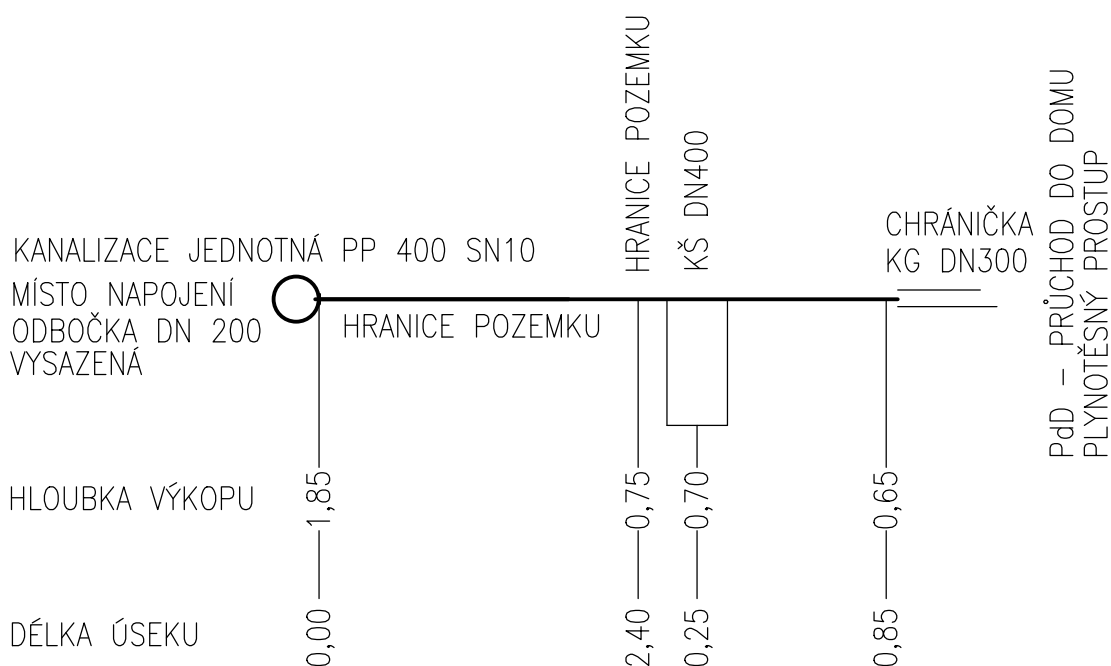 HRANICE POZEMKU
KŠ DN400
PdD - PRŮCHOD DO DOMU
PLYNOTĚSNÝ PROSTUP
CHRÁNIČKA
KG DN300
KANALIZACE JEDNOTNÁ PP 400 SN10
MÍSTO NAPOJENÍ
ODBOČKA DN 200
VYSAZENÁ
HRANICE POZEMKU
HLOUBKA VÝKOPU
1,85
0,75
0,70
0,65
DÉLKA ÚSEKU
0,00
2,40
0,25
0,85